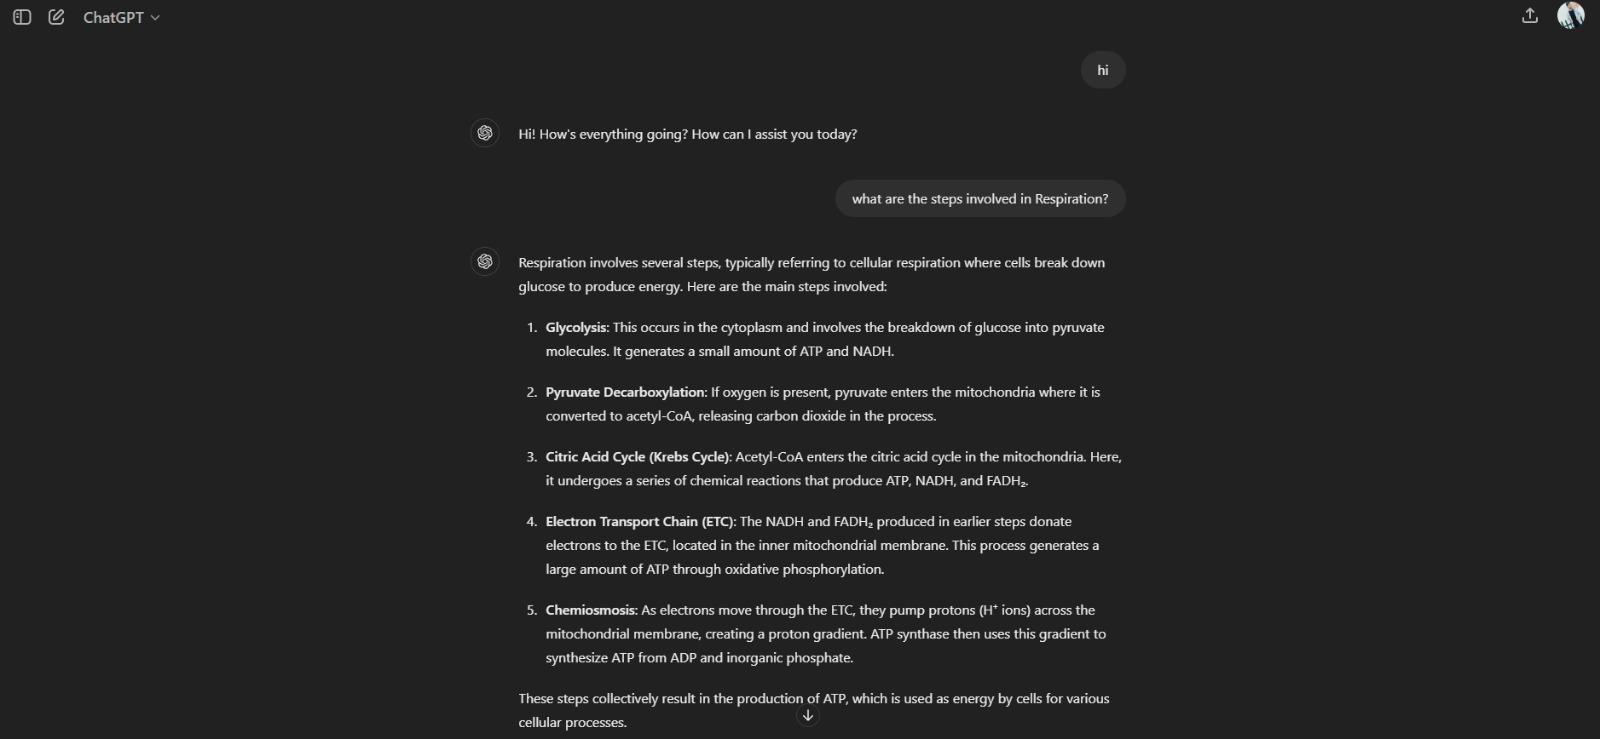 ChatGPT
hi
Hi! How's everything going? How can I assist you today?
what are the steps involved in Respiration?
Respiration involves several steps, typically referring to cellular respiration where cells break down
glucose to produce energy. Here are the main steps involved:
1. Glycolysis: This occurs in the cytoplasm and involves the breakdown of glucose into pyruvate
molecules. It generates a small amount of ATP and NADH.
2. Pyruvate Decarboxylation: If oxygen is present, pyruvate enters the mitochondria where it is
converted to acetyl-CoA, releasing carbon dioxide in the process.
3. Citric Acid Cycle (Krebs Cycle): Acetyl-CoA enters the citric acid cycle in the mitochondria. Here,
it undergoes a series of chemical reactions that produce ATP, NADH, and FADH₂.
4. Electron Transport Chain (ETC): The NADH and FADH₂ produced in earlier steps donate
electrons to the ETC, located in the inner mitochondrial membrane. This process generates a
large amount of ATP through oxidative phosphorylation.
5. Chemiosmosis: As electrons move through the ETC, they pump protons (H⁺ ions) across the
mitochondrial membrane, creating a proton gradient. ATP synthase then uses this gradient to
synthesize ATP from ADP and inorganic phosphate.
These steps collectively result in the production of ATP, which is used as energy by cells for various
cellular processes.